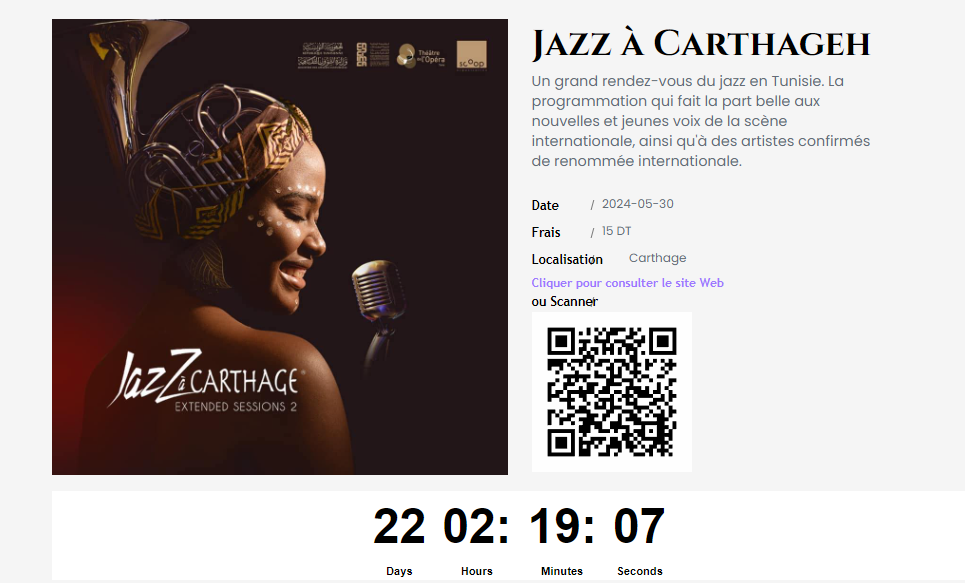 Théâtre
de l'Opéra
SCOOP
JazZ à CARTHAGE
EXTENDED SESSIONS 2
Jazz à Carthageh
Un grand rendez-vous du jazz en Tunisie. La
programmation qui fait la part belle aux
nouvelles et jeunes voix de la scène
internationale, ainsi qu'à des artistes confirmés
de renommée internationale.
Date / 2024-05-30
Frais / 15 DT
Localisation / Carthage
Cliquer pour consulter le site Web
ou Scanner
22 02: 19: 07
Days Hours Minutes Seconds